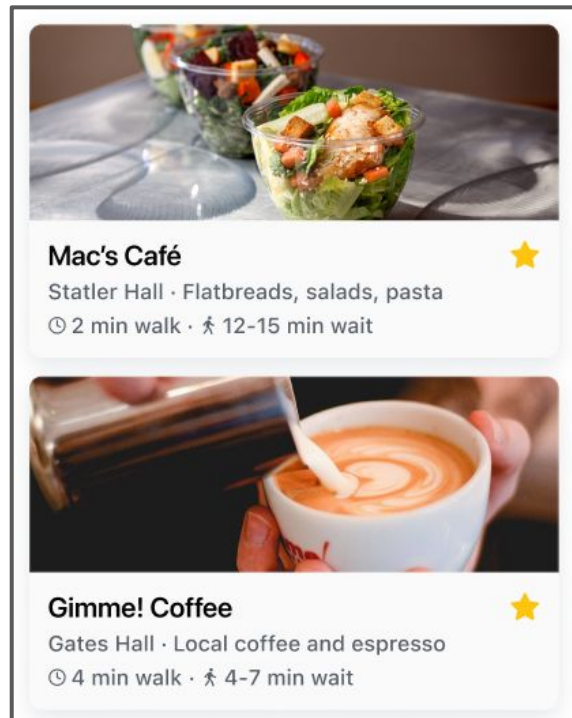 Mac's Café
Statler Hall · Flatbreads, salads, pasta
2 min walk · 12-15 min wait
Gimme! Coffee
Gates Hall · Local coffee and espresso
4 min walk · 4-7 min wait